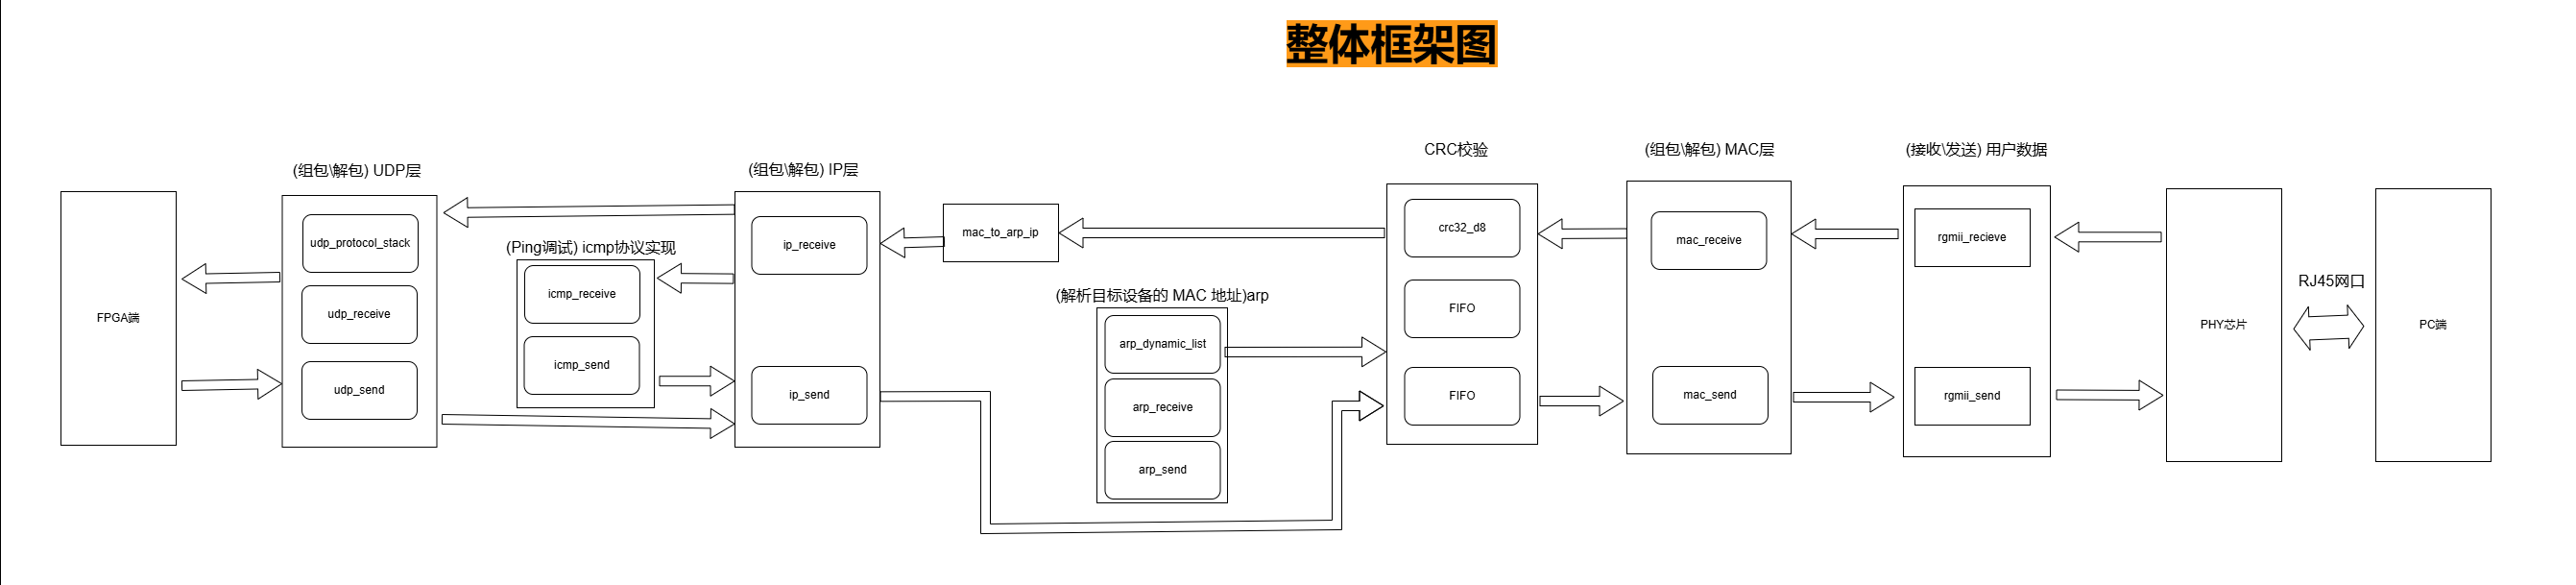 整体框架图
(组包\解包) UDP层
(组包\解包) IP层
CRC校验
(组包\解包) MAC层
(接收\发送) 用户数据
FPGA端
udp_protocol_stack
udp_receive
udp_send
(Ping调试) icmp协议实现
icmp_receive
icmp_send
ip_receive
ip_send
mac_to_arp_ip
(解析目标设备的 MAC 地址)arp
arp_dynamic_list
arp_receive
arp_send
crc32_d8
FIFO
FIFO
mac_receive
mac_send
rgmii_recieve
rgmii_send
PHY芯片
RJ45网口
PC端